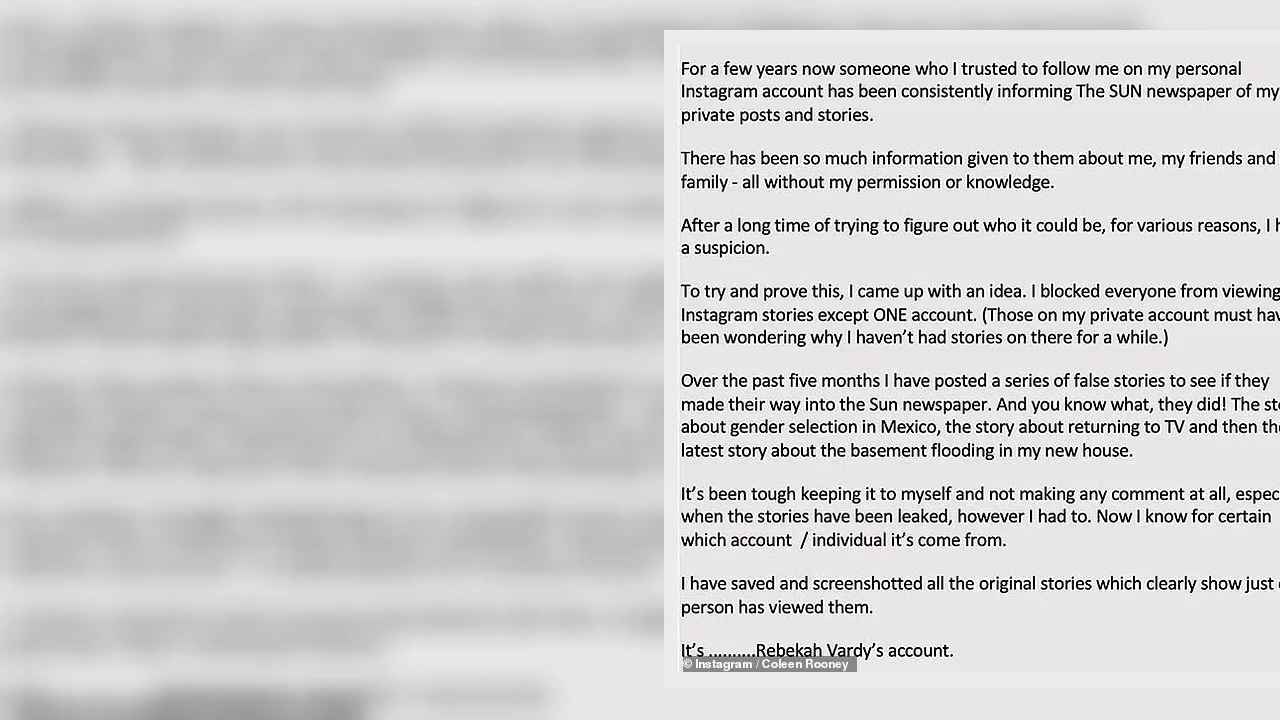 For a few years now someone who I trusted to follow me on my personal
Instagram account has been consistently informing The SUN newspaper of my
private posts and stories.
There has been so much information given to them about me, my friends and
family - all without my permission or knowledge.
After a long time of trying to figure out who it could be, for various reasons, I
a suspicion.
To try and prove this, I came up with an idea. I blocked everyone from viewing
Instagram stories except ONE account. (Those on my private account must
been wondering why I haven’t had stories on there for a while.)
Over the past five months I have posted a series of false stories to see if they
made their way into the Sun newspaper. And you know what, they did! The
about gender selection in Mexico, the story about returning to TV and then
latest story about the basement flooding in my new house.
It’s been tough keeping it to myself and not making any comment at all,
when the stories have been leaked, however I had to. Now I know for certain
which account / individual it’s come from.
I have saved and screenshotted all the original stories which clearly show just
person has viewed them.
It’s ..........Rebekah Vardy’s account.
© Instagram / Coleen Rooney